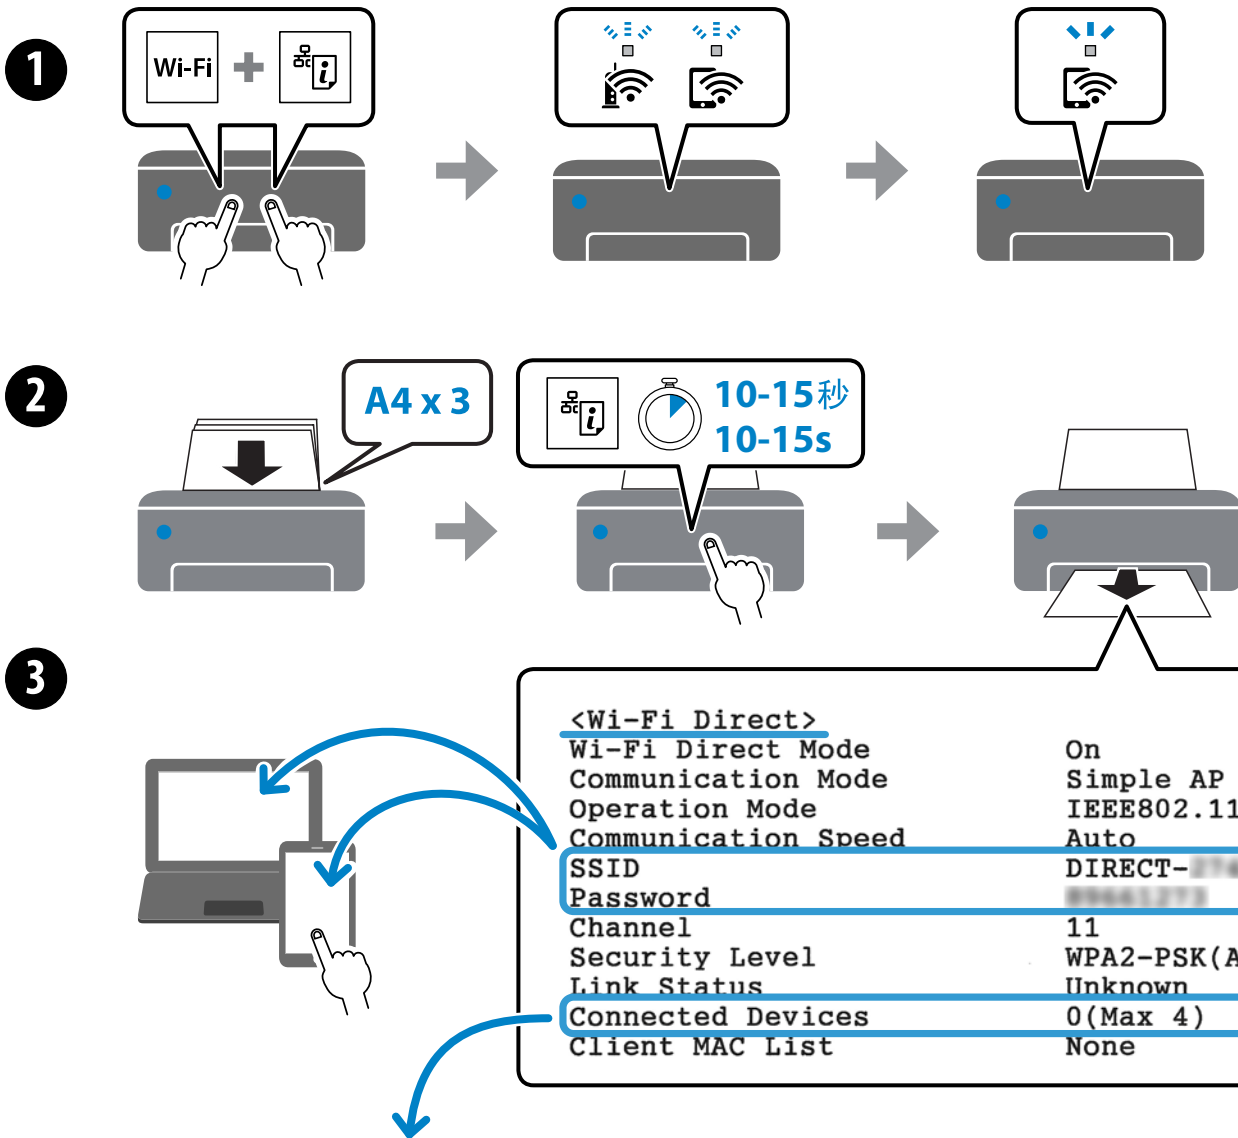 1
Wi-Fi
2
A4 x 3
10-15秒
10-15s
3
<Wi-Fi Direct>
Wi-Fi Direct Mode On
Communication Mode Simple AP
Operation Mode IEEE802.11
Communication Speed Auto
SSID DIRECT-
Password
Channel 11
Security Level WPA2-PSK(A
Link Status Unknown
Connected Devices 0(Max 4)
Client MAC List None